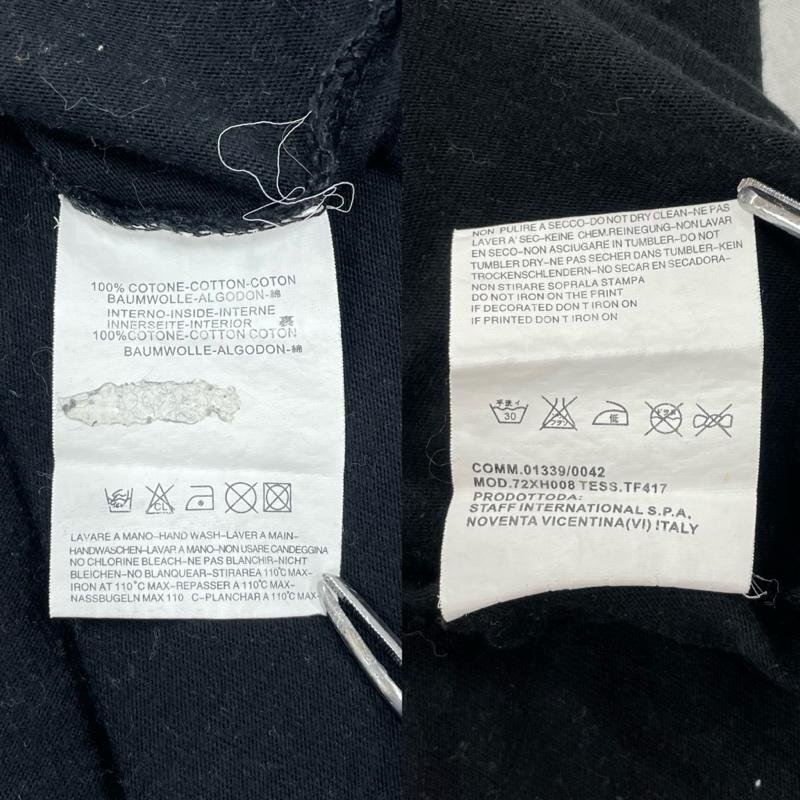 100% COTONE-COTTON-COTON
BAUMWOLLE-ALGODON-綿
INTERNO-INSIDE-INTERNE
INNERSEITE-INTERIOR 裏
100% COTONE-COTTON COTON
BAUMWOLLE-ALGODON-綿
CL
LAVARE A MANO-HAND WASH-LAVER A MAIN-
HANDWASCHEN-LAVAR A MANO-NON USARE CANDEGGINA
NO CHLORINE BLEACH-NE PAS BLANCHIR-NICHT
BLEICHEN-NO BLANQUEAR-STIRAREA 110°C MAX-
IRON AT 110°C MAX-REPASSER A 110°C MAX-
NASSBUGELN MAX 110 C-PLANCHAR A 110°C MAX-
NON PULIRE A SECCO-DO NOT DRY CLEAN-NE PAS
LAVER A' SEC-KEINE CHEM.REINEGUNG-NON LAVAR
EN SECO-NON ASCIUGARE IN TUMBLER-DO NOT
TUMBLER DRY-NE PAS SECHER DANS TUMBLER-KEIN
TROCKENSCHLENDERN-NO SECAR EN SECADORA-
NON STIRARE SOPRALA STAMPA
DO NOT IRON ON THE PRINT
IF DECORATED DON T IRON ON
IF PRINTED DON T IRON ON
手洗イ 30 低
COMM.01339/0042
MOD.72XH008 TESS.TF417
PRODOTTODA:
STAFF INTERNATIONAL S.P.A.
NOVENTA VICENTINA(VI) ITALY